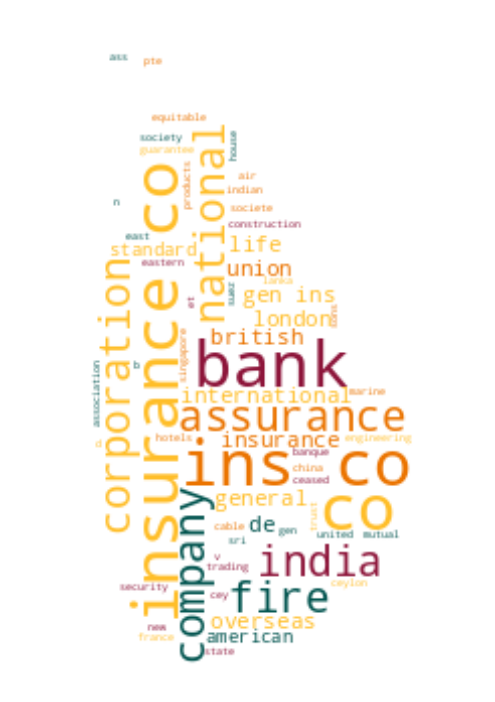 ass
pte
equitable
society
guarantee
house
national
insurance co
products
air
indian
n
societe
construction
east
standard
life
eastern
union
lanka
suez
gen ins
corporation
et
london
sons
british
singapore
bank
association
b
international
marine
assurance
d
hotels
insurance
engineering
banque
ins co
china
ceased
company
general
co
trust
cable
de
gen
united
mutual
sri
v
india
trading
security
ceylon
cey
fire
new
overseas
france
american
state